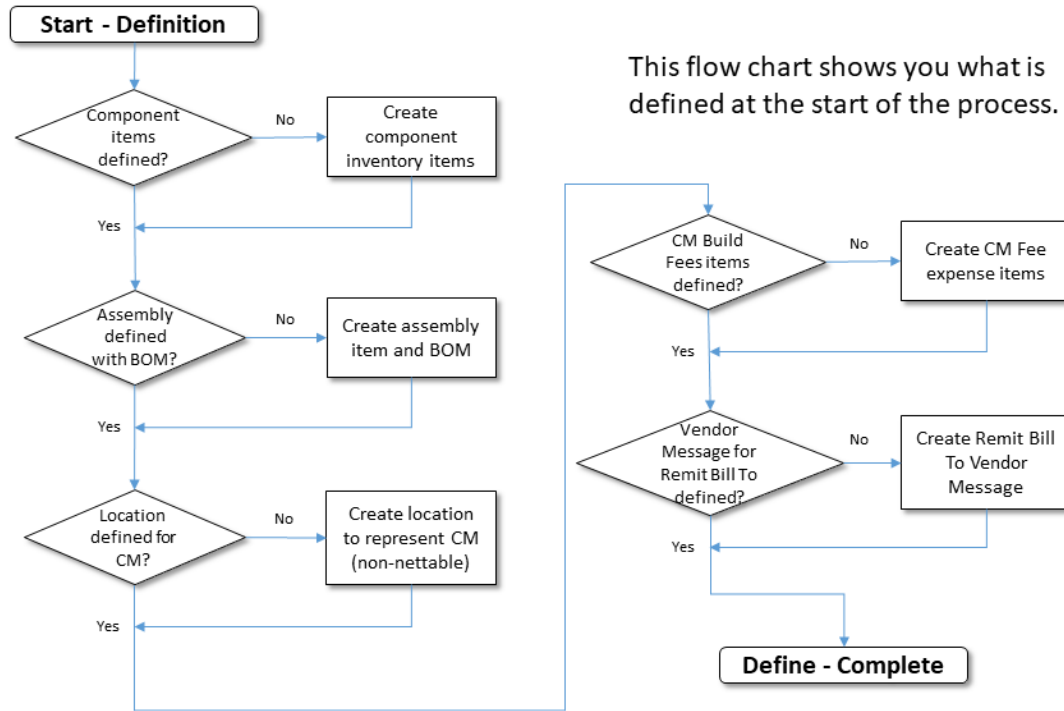 Start - Definition
This flow chart shows you what is
defined at the start of the process.
Component
items
defined?
No
Create
component
inventory items
Yes
Assembly
defined
with BOM?
No
Create assembly
item and BOM
Yes
Location
defined for
CM?
No
Create location
to represent CM
(non-nettable)
Yes
CM Build
Fees items
defined?
No
Create CM Fee
expense items
Yes
Vendor
Message for
Remit Bill To
defined?
No
Create Remit Bill
To Vendor
Message
Yes
Define - Complete